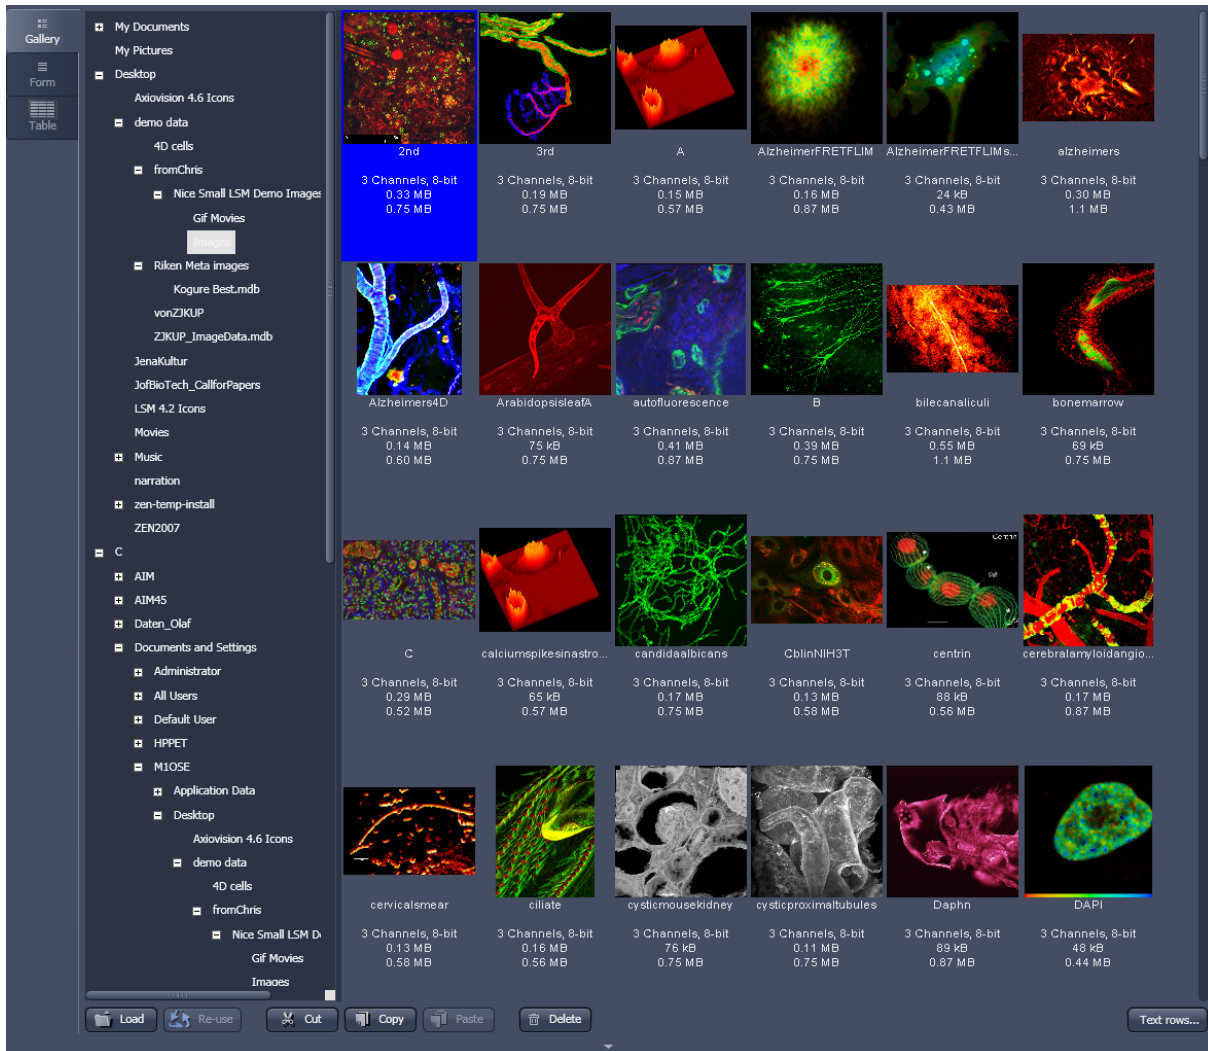 Gallery
Form
Table
My Documents
My Pictures
Desktop
Axiovision 4.6 Icons
demo data
4D cells
fromChris
Nice Small LSM Demo Images
Gif Movies
Images
Riken Meta images
Kogure Best.mdb
vonZJKUP
ZJKUP_ImageData.mdb
JenaKultur
JofBioTech_CallforPapers
LSM 4.2 Icons
Movies
Music
narration
zen-temp-install
ZEN2007
C
AIM
AIM45
Daten_Olaf
Documents and Settings
Administrator
All Users
Default User
HPPET
M1OSE
Application Data
Desktop
Axiovision 4.6 Icons
demo data
4D cells
fromChris
Nice Small LSM D
Gif Movies
Images
2nd 3rd A AlzheimerFRETFLIM AlzheimerFRETFLIMs... alzheimers
3 Channels, 8-bit 3 Channels, 8-bit 3 Channels, 8-bit 3 Channels, 8-bit 3 Channels, 8-bit 3 Channels, 8-bit
0.33 MB 0.19 MB 0.15 MB 0.16 MB 24 kB 0.30 MB
0.75 MB 0.75 MB 0.57 MB 0.87 MB 0.43 MB 1.1 MB
Alzheimers4D ArabidopsisleafA autofluorescence B bilecanaliculi bonemarrow
3 Channels, 8-bit 3 Channels, 8-bit 3 Channels, 8-bit 3 Channels, 8-bit 3 Channels, 8-bit 3 Channels, 8-bit
0.14 MB 75 kB 0.41 MB 0.39 MB 0.55 MB 69 kB
0.60 MB 0.75 MB 0.87 MB 0.75 MB 1.1 MB 0.75 MB
Centrin
C calciumspikesinastro... candidaalbicans CblinNIH3T centrin cerebralamyloidangio...
3 Channels, 8-bit 3 Channels, 8-bit 3 Channels, 8-bit 3 Channels, 8-bit 3 Channels, 8-bit 3 Channels, 8-bit
0.29 MB 65 kB 0.17 MB 0.13 MB 88 kB 0.17 MB
0.52 MB 0.57 MB 0.75 MB 0.58 MB 0.56 MB 0.87 MB
cervicalsmear ciliate cysticmousekidney cysticproximaltubules Daphn DAPI
3 Channels, 8-bit 3 Channels, 8-bit 3 Channels, 8-bit 3 Channels, 8-bit 3 Channels, 8-bit 3 Channels, 8-bit
0.13 MB 0.16 MB 76 kB 0.11 MB 89 kB 48 kB
0.58 MB 0.56 MB 0.75 MB 0.75 MB 0.87 MB 0.44 MB
Load Re-use Cut Copy Paste Delete Text rows...